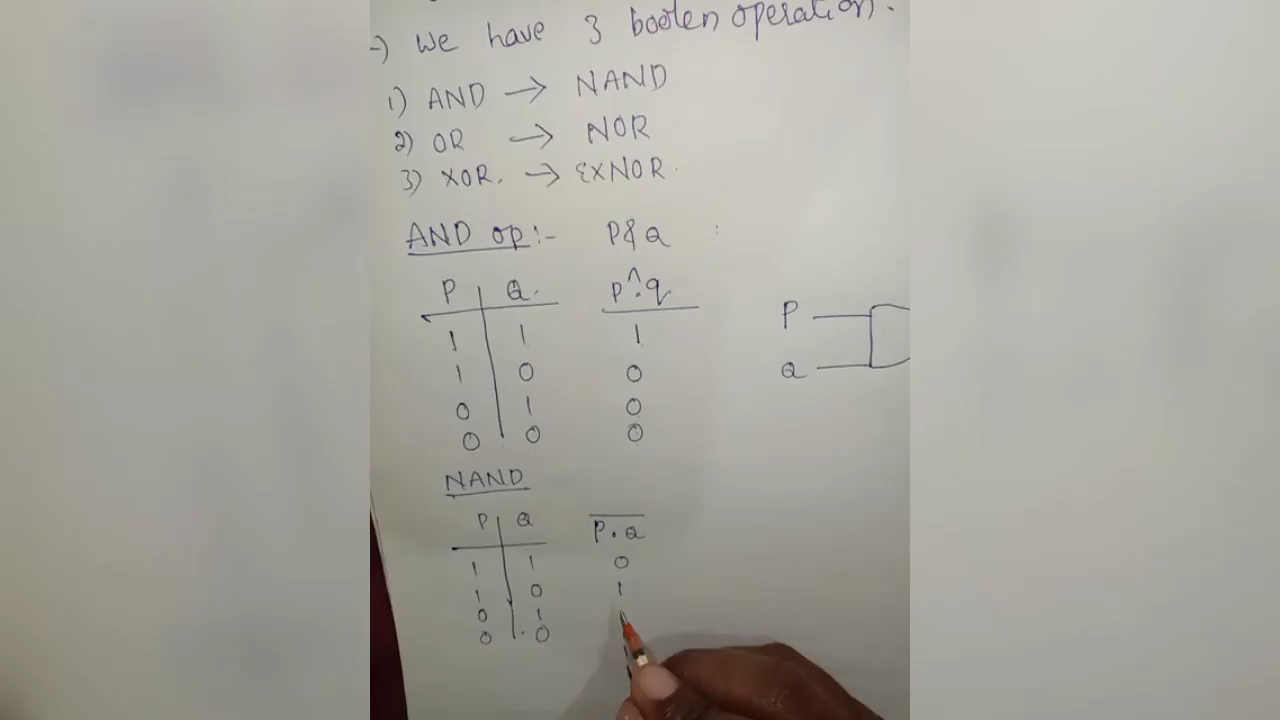 -) We have 3 boolen operation.
1) AND → NAND
2) OR → NOR
3) XOR. → EXNOR.
AND op:- P&Q
P Q. p^.q
1 1 1
1 0 0
0 1 0
0 0 0
P
Q
NAND
P Q P.Q
1 1 0
1 0 1
0 1
0 0